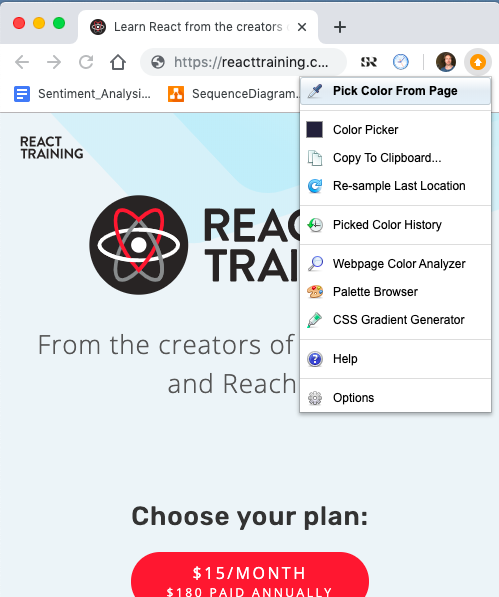 Learn React from the creators
https://reacttraining.c...
Sentiment_Analysi...
SequenceDiagram.
REACT
TRAINING
Pick Color From Page
Color Picker
Copy To Clipboard...
Re-sample Last Location
Picked Color History
Webpage Color Analyzer
Palette Browser
CSS Gradient Generator
Help
Options
REAC
TRAI
From the creators of
and Reach
Choose your plan:
$15/MONTH
$180 PAID ANNUALLY